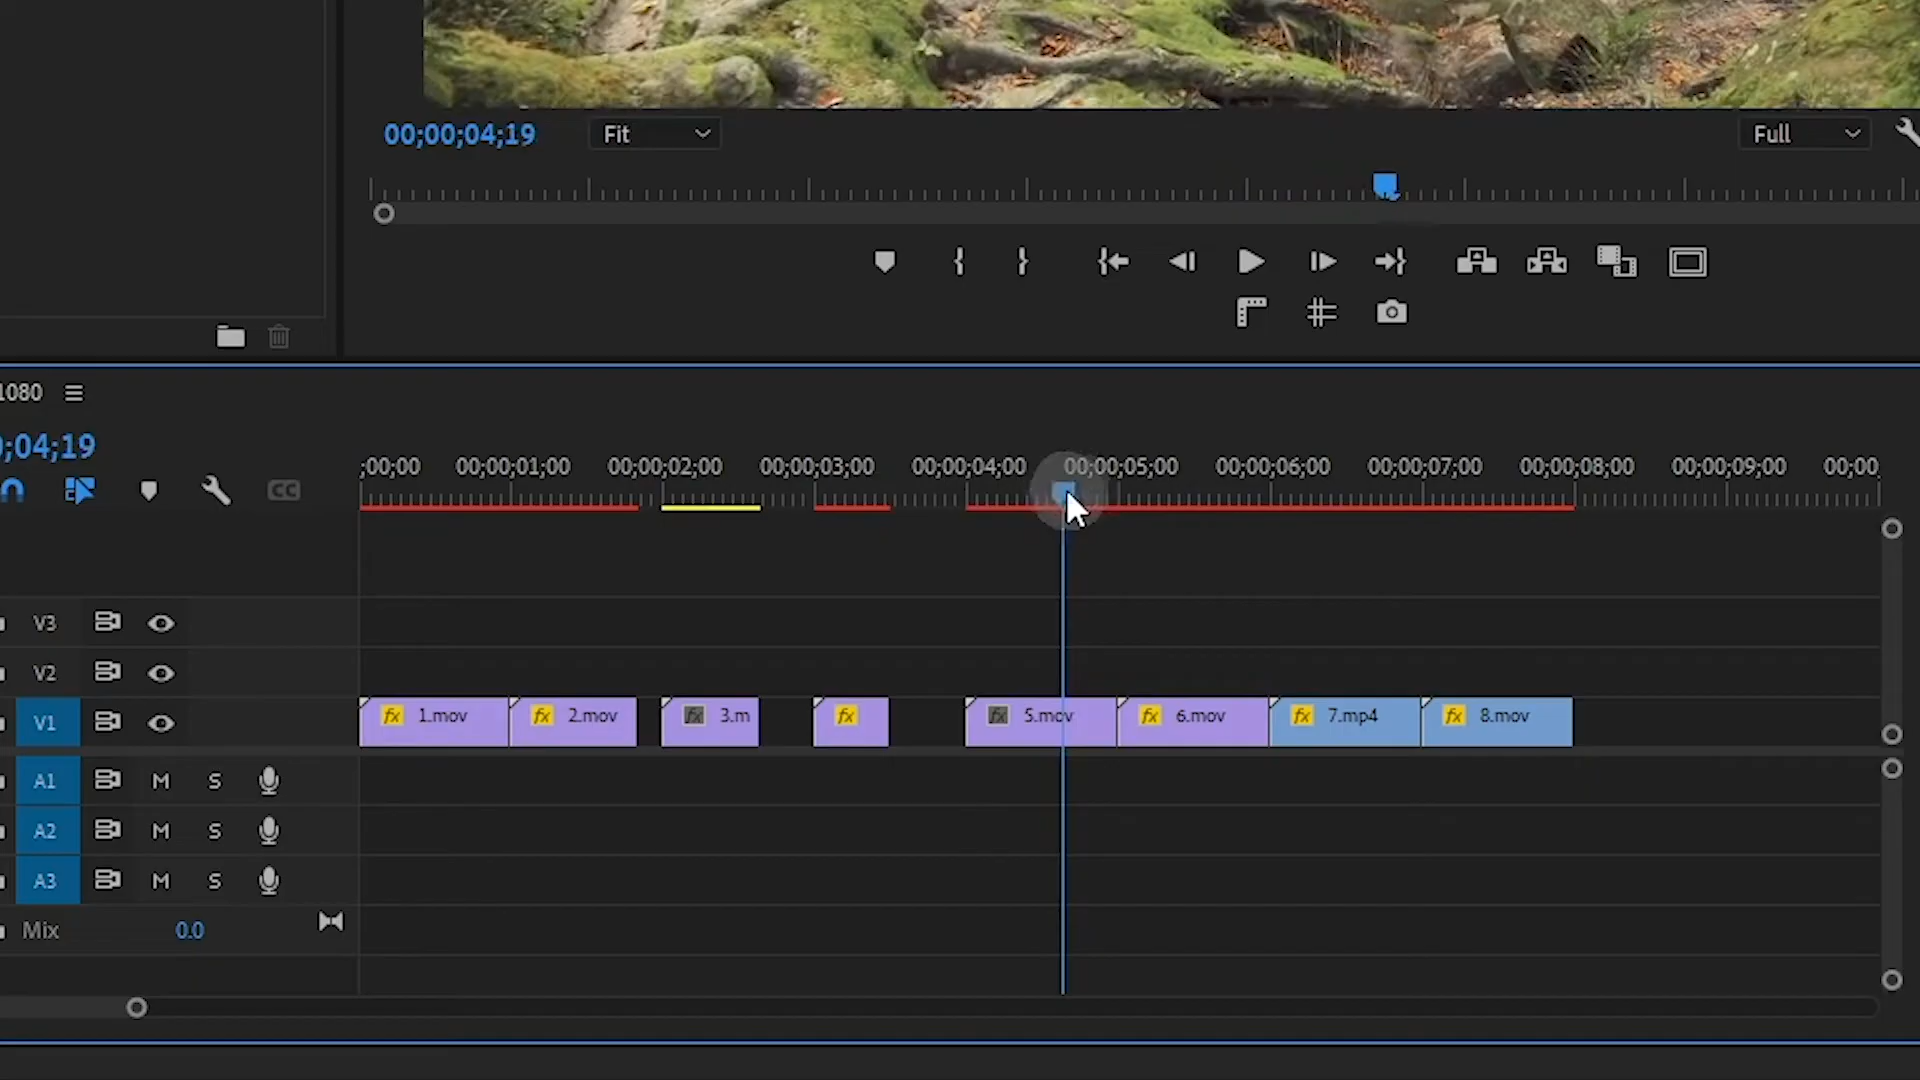 00;00;04;19 Fit Full
1080
;04;19
;00;00 00;00;01;00 00;00;02;00 00;00;03;00 00;00;04;00 00;00;05;00 00;00;06;00 00;00;07;00 00;00;08;00 00;00;09;00 00;00;
CC
V3
V2
V1 fx 1.mov fx 2.mov fx 3.m fx fx 5.mov fx 6.mov fx 7.mp4 fx 8.mov
A1 M S
A2 M S
A3 M S
Mix 0.0